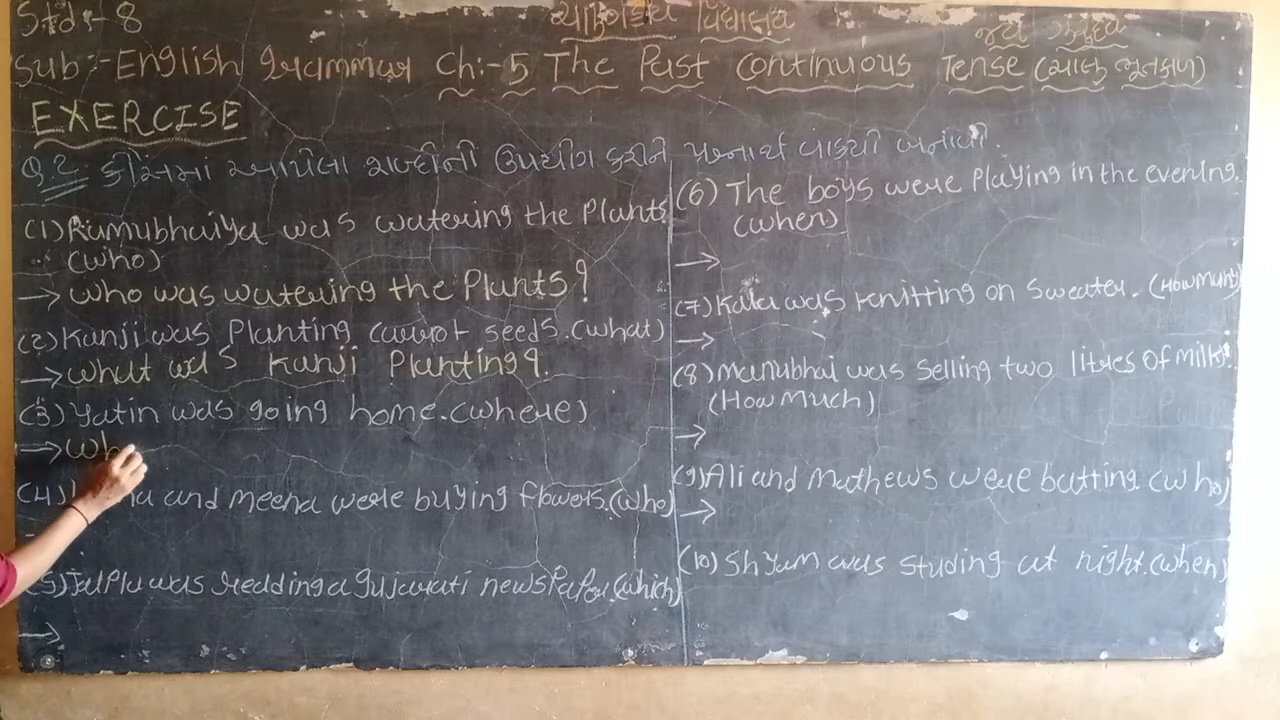 Std :- 8
Sub :- English ગ્રામમાર Ch:- 5 The Past Continuous Tense (ચાલુ ભૂતકાળ)
EXERCISE
Q.2 કૌંસમાં આપેલા શબ્દોનો ઉપયોગ કરીને પ્રશ્નાર્થ વાક્યો બનાવો.
(1) Ramubhaiya was watering the Plants
(who)
→ who was watering the Plants?
(2) Kanji was Planting carrot seeds. (what)
→ what was Kanji Planting?
(3) Yatin was going home. (where)
→ Wh
(4) and Meena were buying flowers. (who)
(5) JalPa was reading a gujarati newsPaper. (which)
→
(6) The boys were Playing in the evening.
(when)
→
(7) Kala was knitting on sweater. (How many)
→
(8) Manubhai was selling two litres of milk.
(How much)
→
(9) Ali and Mathews were batting (who)
→
(10) Shyam was studing at night. (when)